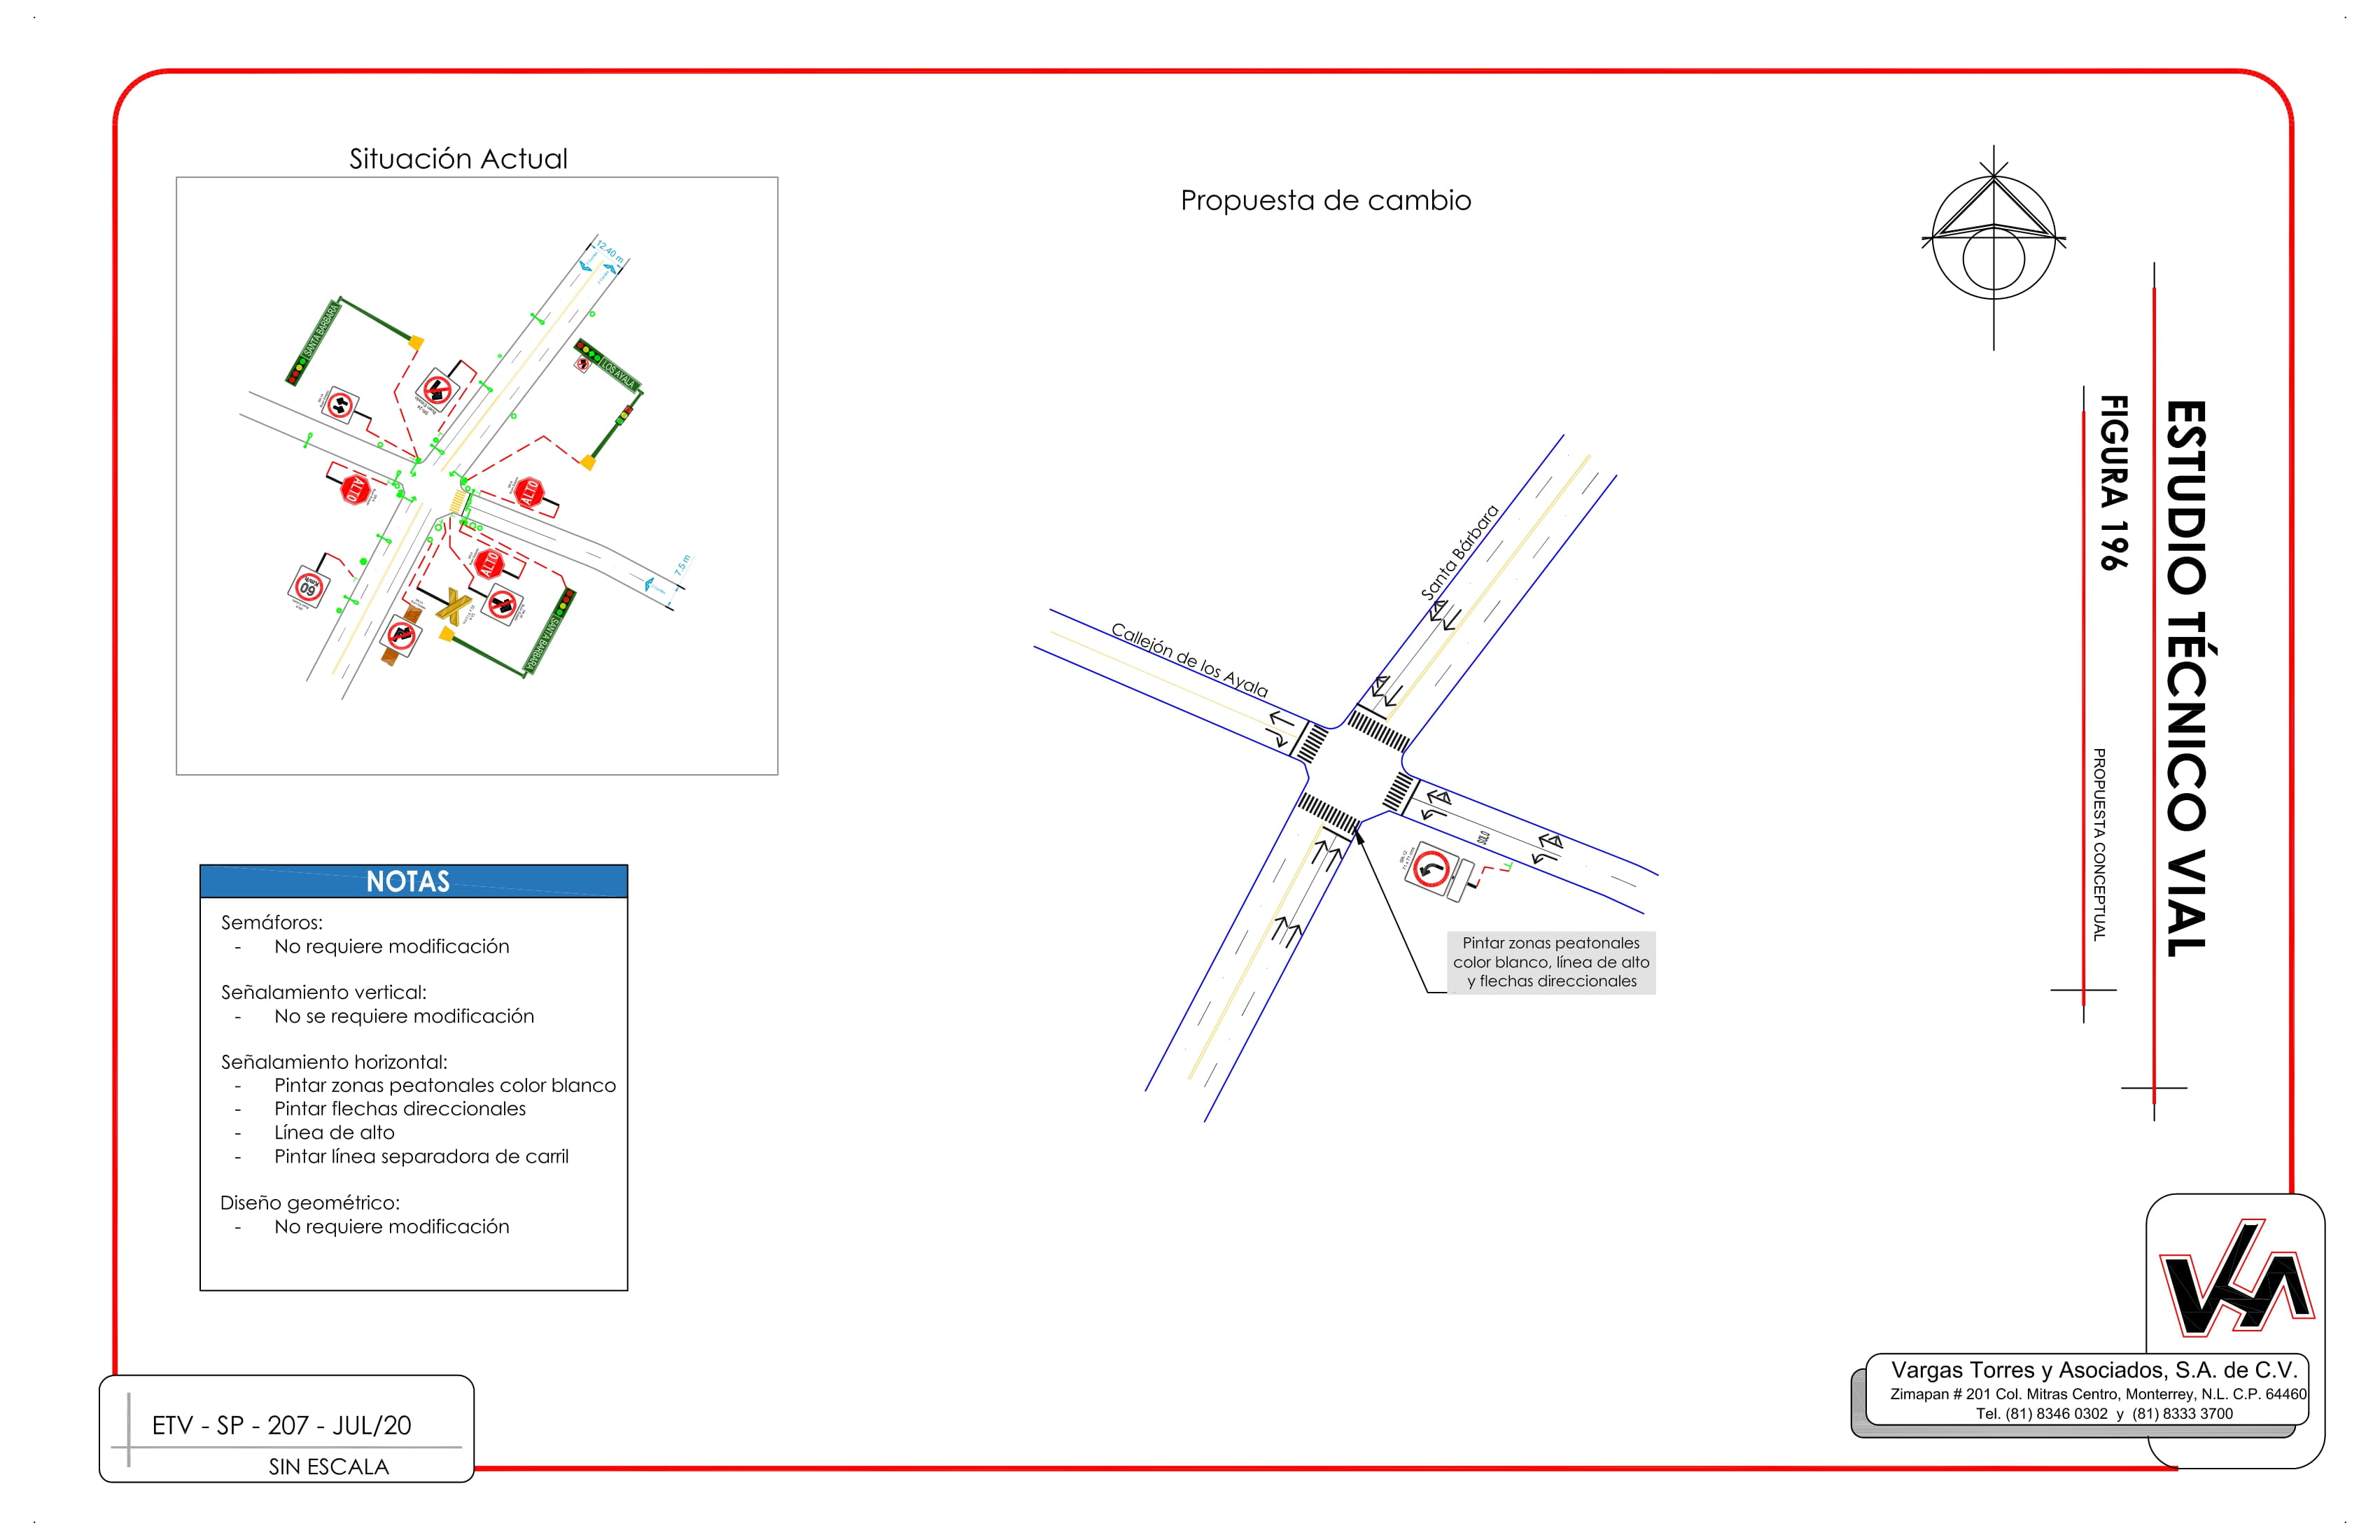 Situación Actual
12.40 m
SANTA BARBARA
LOS AYALA
ALTO
ALTO
ALTO
60
Km/h
7.5 m
SANTA BARBARA
Propuesta de cambio
Santa Bárbara
Callejón de los Ayala
SOLO
Pintar zonas peatonales
color blanco, línea de alto
y flechas direccionales
NOTAS
Semáforos:
- No requiere modificación
Señalamiento vertical:
- No se requiere modificación
Señalamiento horizontal:
- Pintar zonas peatonales color blanco
- Pintar flechas direccionales
- Línea de alto
- Pintar línea separadora de carril
Diseño geométrico:
- No requiere modificación
ESTUDIO TÉCNICO VIAL
FIGURA 196
PROPUESTA CONCEPTUAL
Vargas Torres y Asociados, S.A. de C.V.
Zimapan # 201 Col. Mitras Centro, Monterrey, N.L. C.P. 64460
Tel. (81) 8346 0302 y (81) 8333 3700
ETV - SP - 207 - JUL/20
SIN ESCALA